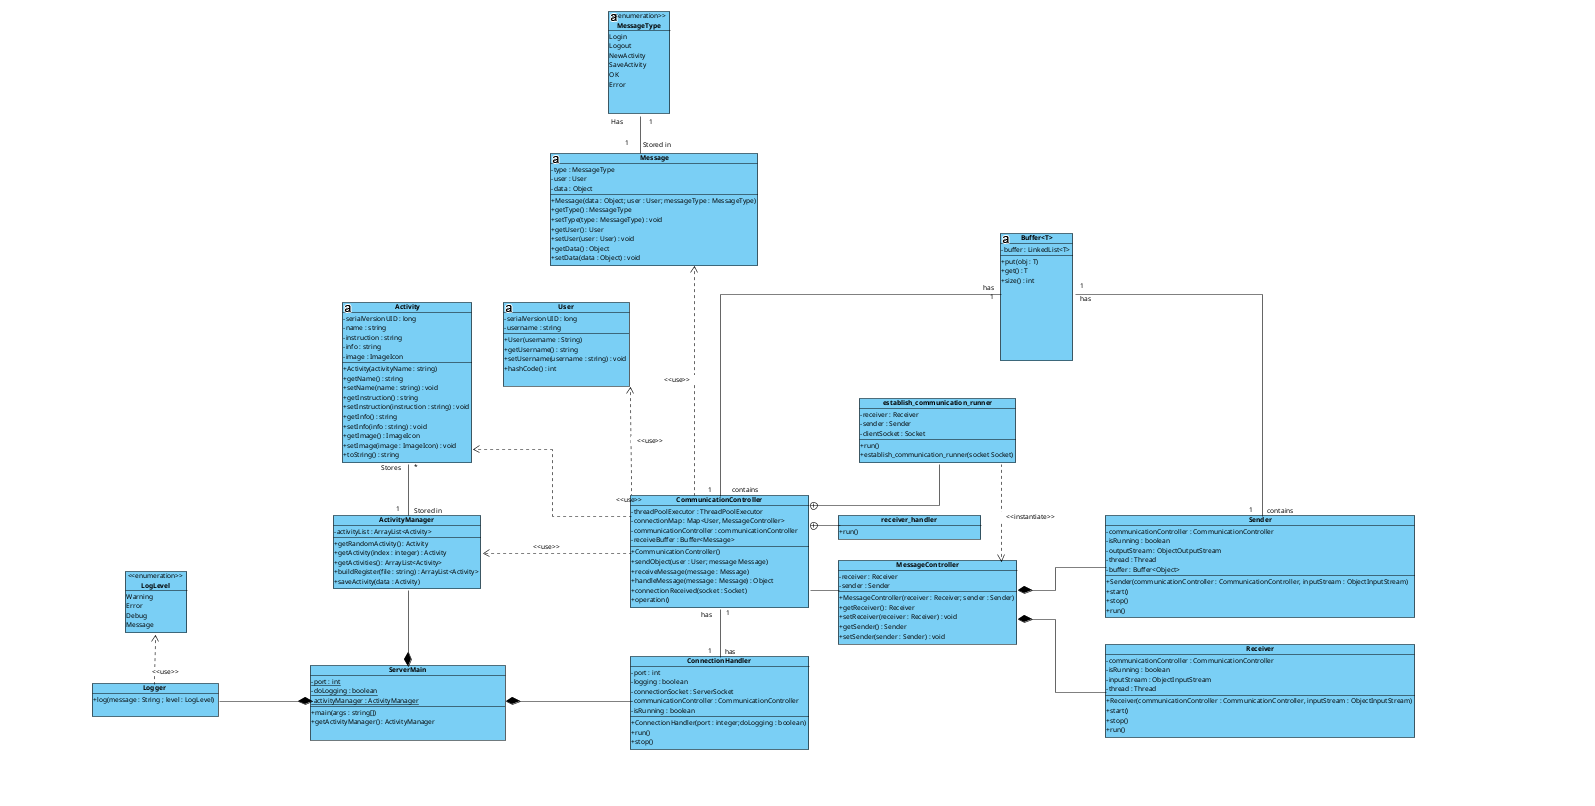 <<enumeration>>
MessageType
Login
Logout
NewActivity
SaveActivity
OK
Error
Has
1
1
Stored in
Message
-type : MessageType
-user : User
-data : Object
+Message(data : Object; user : User; messageType : MessageType)
+getType() : MessageType
+setType(type : MessageType) : void
+getUser() : User
+setUser(user : User) : void
+getData() : Object
+setData(data : Object) : void
Buffer<T>
-buffer : LinkedList<T>
+put(obj : T)
+get() : T
+size() : int
has
1
1
has
Activity
-serialVersionUID : long
-name : string
-instruction : string
-info : string
-image : ImageIcon
+Activity(activityName : string)
+getName() : string
+setName(name : string) : void
+getInstruction() : string
+setInstruction(instruction : string) : void
+getInfo() : string
+setInfo(info : string) : void
+getImage() : ImageIcon
+setImage(image : ImageIcon) : void
+toString() : string
User
-serialVersionUID : long
-username : string
+User(username : String)
+getUsername() : string
+setUsername(username : string) : void
+hashCode() : int
<<use>>
<<use>>
<<use>>
<<use>>
establish_communication_runner
-receiver : Receiver
-sender : Sender
-clientSocket : Socket
+run()
+establish_communication_runner(socket Socket)
Stores
*
1
Stored in
ActivityManager
-activityList : ArrayList<Activity>
+getRandomActivity() : Activity
+getActivity(index : integer) : Activity
+getActivities() : ArrayList<Activity>
+buildRegister(file : string) : ArrayList<Activity>
+saveActivity(data : Activity)
1
contains
CommunicationController
-threadPoolExecutor : ThreadPoolExecutor
-connectionMap : Map<User, MessageController>
-communicationController : communicationController
-receiveBuffer : Buffer<Message>
+CommunicationController()
+sendObject(user : User; message Message)
+receiveMessage(message : Message)
+handleMessage(message : Message) : Object
+connectionReceived(socket : Socket)
+operation()
receiver_handler
+run()
<<instantiate>>
1
contains
Sender
-communicationController : CommunicationController
-isRunning : boolean
-outputStream : ObjectOutputStream
-thread : Thread
-buffer : Buffer<Object>
+Sender(communicationController : CommunicationController, inputStream : ObjectInputStream)
+start()
+stop()
+run()
MessageController
-receiver : Receiver
-sender : Sender
+MessageController(receiver : Receiver; sender : Sender)
+getReceiver() : Receiver
+setReceiver(receiver : Receiver) : void
+getSender() : Sender
+setSender(sender : Sender) : void
<<enumeration>>
LogLevel
Warning
Error
Debug
Message
<<use>>
Logger
+log(message : String ; level : LogLevel)
ServerMain
-port : int
-doLogging : boolean
-activityManager : ActivityManager
+main(args : string[])
+getActivityManager() : ActivityManager
has
1
1
has
ConnectionHandler
-port : int
-logging : boolean
-connectionSocket : ServerSocket
-communicationController : CommunicationController
-isRunning : boolean
+ConnectionHandler(port : integer;doLogging : boolean)
+run()
+stop()
Receiver
-communicationController : CommunicationController
-isRunning : boolean
-inputStream : ObjectInputStream
-thread : Thread
+Receiver(communicationController : CommunicationController, inputStream : ObjectInputStream)
+start()
+stop()
+run()